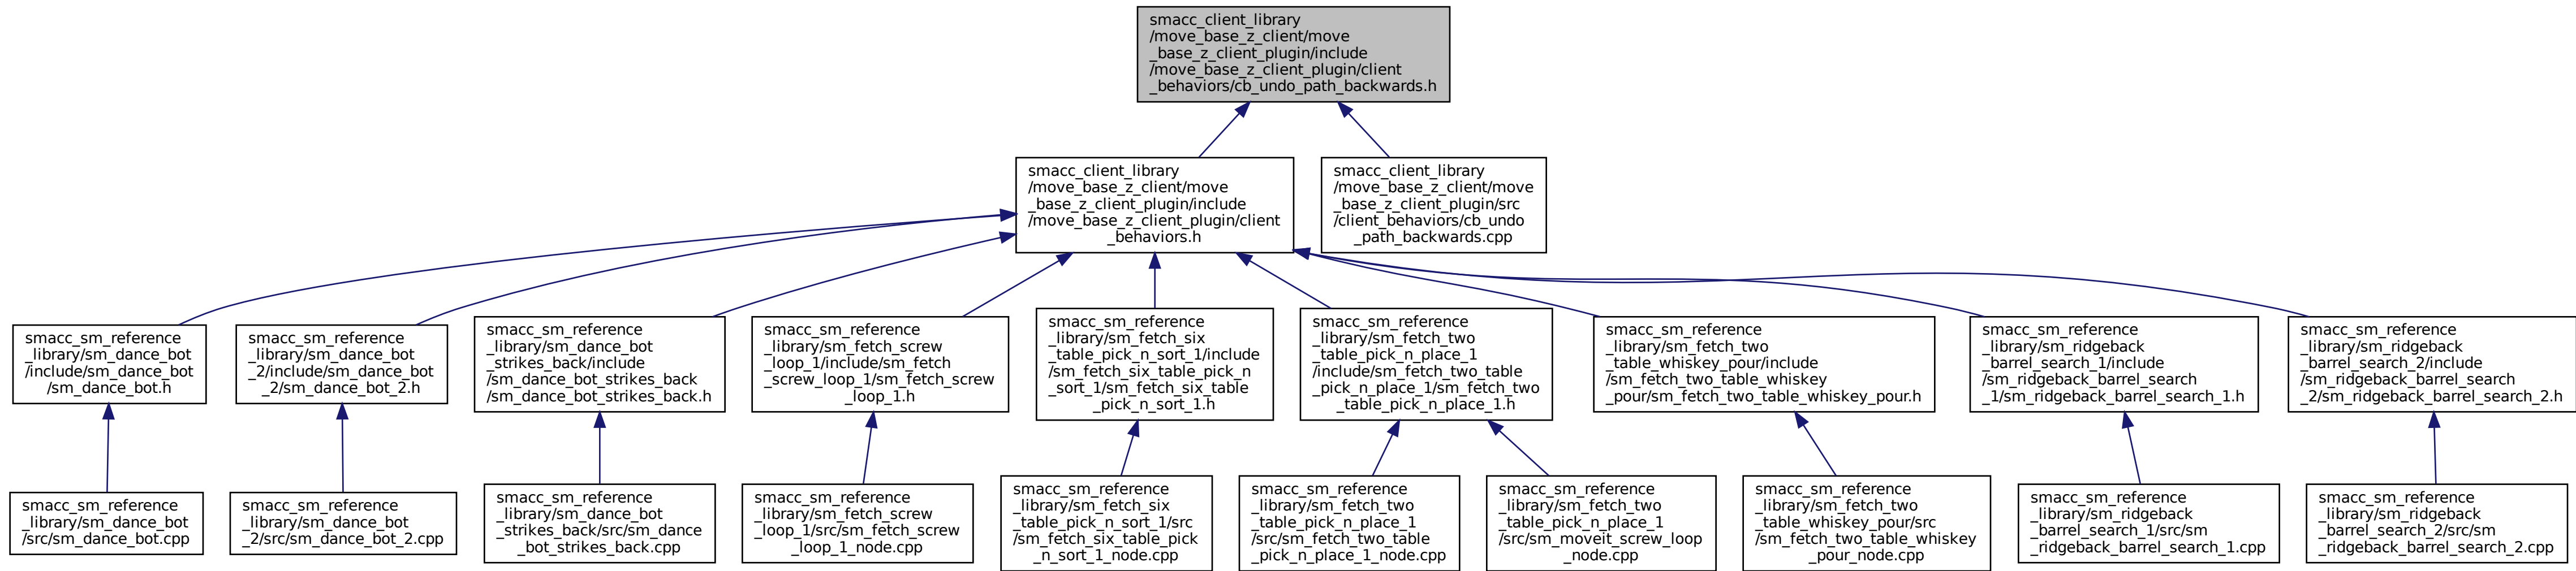 smacc_client_library
/move_base_z_client/move
_base_z_client_plugin/include
/move_base_z_client_plugin/client
_behaviors/cb_undo_path_backwards.h
smacc_client_library
/move_base_z_client/move
_base_z_client_plugin/include
/move_base_z_client_plugin/client
_behaviors.h
smacc_client_library
/move_base_z_client/move
_base_z_client_plugin/src
/client_behaviors/cb_undo
_path_backwards.cpp
smacc_sm_reference
_library/sm_dance_bot
/include/sm_dance_bot
/sm_dance_bot.h
smacc_sm_reference
_library/sm_dance_bot
_2/include/sm_dance_bot
_2/sm_dance_bot_2.h
smacc_sm_reference
_library/sm_dance_bot
_strikes_back/include
/sm_dance_bot_strikes_back
/sm_dance_bot_strikes_back.h
smacc_sm_reference
_library/sm_fetch_screw
_loop_1/include/sm_fetch
_screw_loop_1/sm_fetch_screw
_loop_1.h
smacc_sm_reference
_library/sm_fetch_six
_table_pick_n_sort_1/include
/sm_fetch_six_table_pick_n
_sort_1/sm_fetch_six_table
_pick_n_sort_1.h
smacc_sm_reference
_library/sm_fetch_two
_table_pick_n_place_1
/include/sm_fetch_two_table
_pick_n_place_1/sm_fetch_two
_table_pick_n_place_1.h
smacc_sm_reference
_library/sm_fetch_two
_table_whiskey_pour/include
/sm_fetch_two_table_whiskey
_pour/sm_fetch_two_table_whiskey_pour.h
smacc_sm_reference
_library/sm_ridgeback
_barrel_search_1/include
/sm_ridgeback_barrel_search
_1/sm_ridgeback_barrel_search_1.h
smacc_sm_reference
_library/sm_ridgeback
_barrel_search_2/include
/sm_ridgeback_barrel_search
_2/sm_ridgeback_barrel_search_2.h
smacc_sm_reference
_library/sm_dance_bot
/src/sm_dance_bot.cpp
smacc_sm_reference
_library/sm_dance_bot
_2/src/sm_dance_bot_2.cpp
smacc_sm_reference
_library/sm_dance_bot
_strikes_back/src/sm_dance
_bot_strikes_back.cpp
smacc_sm_reference
_library/sm_fetch_screw
_loop_1/src/sm_fetch_screw
_loop_1_node.cpp
smacc_sm_reference
_library/sm_fetch_six
_table_pick_n_sort_1/src
/sm_fetch_six_table_pick
_n_sort_1_node.cpp
smacc_sm_reference
_library/sm_fetch_two
_table_pick_n_place_1
/src/sm_fetch_two_table
_pick_n_place_1_node.cpp
smacc_sm_reference
_library/sm_fetch_two
_table_pick_n_place_1
/src/sm_moveit_screw_loop
_node.cpp
smacc_sm_reference
_library/sm_fetch_two
_table_whiskey_pour/src
/sm_fetch_two_table_whiskey
_pour_node.cpp
smacc_sm_reference
_library/sm_ridgeback
_barrel_search_1/src/sm
_ridgeback_barrel_search_1.cpp
smacc_sm_reference
_library/sm_ridgeback
_barrel_search_2/src/sm
_ridgeback_barrel_search_2.cpp